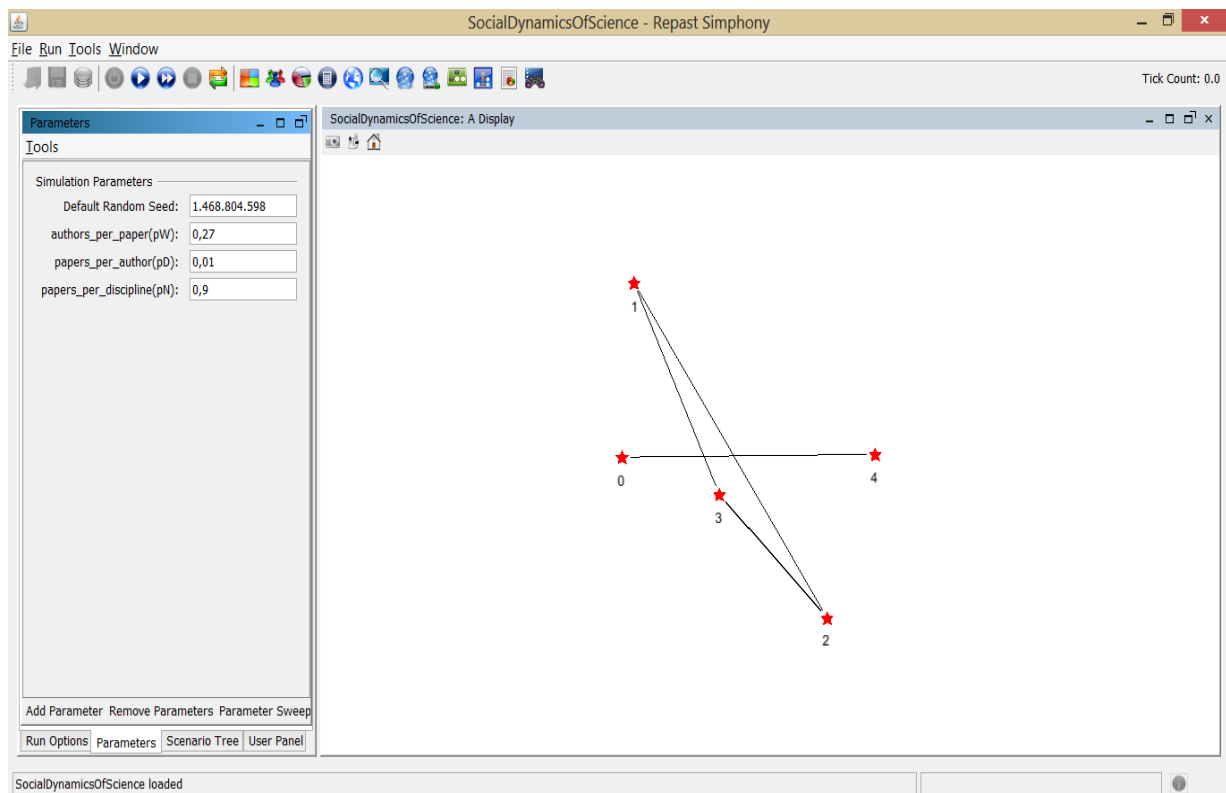 SocialDynamicsOfScience - Repast Simphony
File Run Tools Window
Tick Count: 0.0
Parameters
Tools
Simulation Parameters
Default Random Seed: 1.468.804.598
authors_per_paper(pW): 0,27
papers_per_author(pD): 0,01
papers_per_discipline(pN): 0,9
Add Parameter Remove Parameters Parameter Sweep
Run Options Parameters Scenario Tree User Panel
SocialDynamicsOfScience: A Display
1
0
4
3
2
SocialDynamicsOfScience loaded